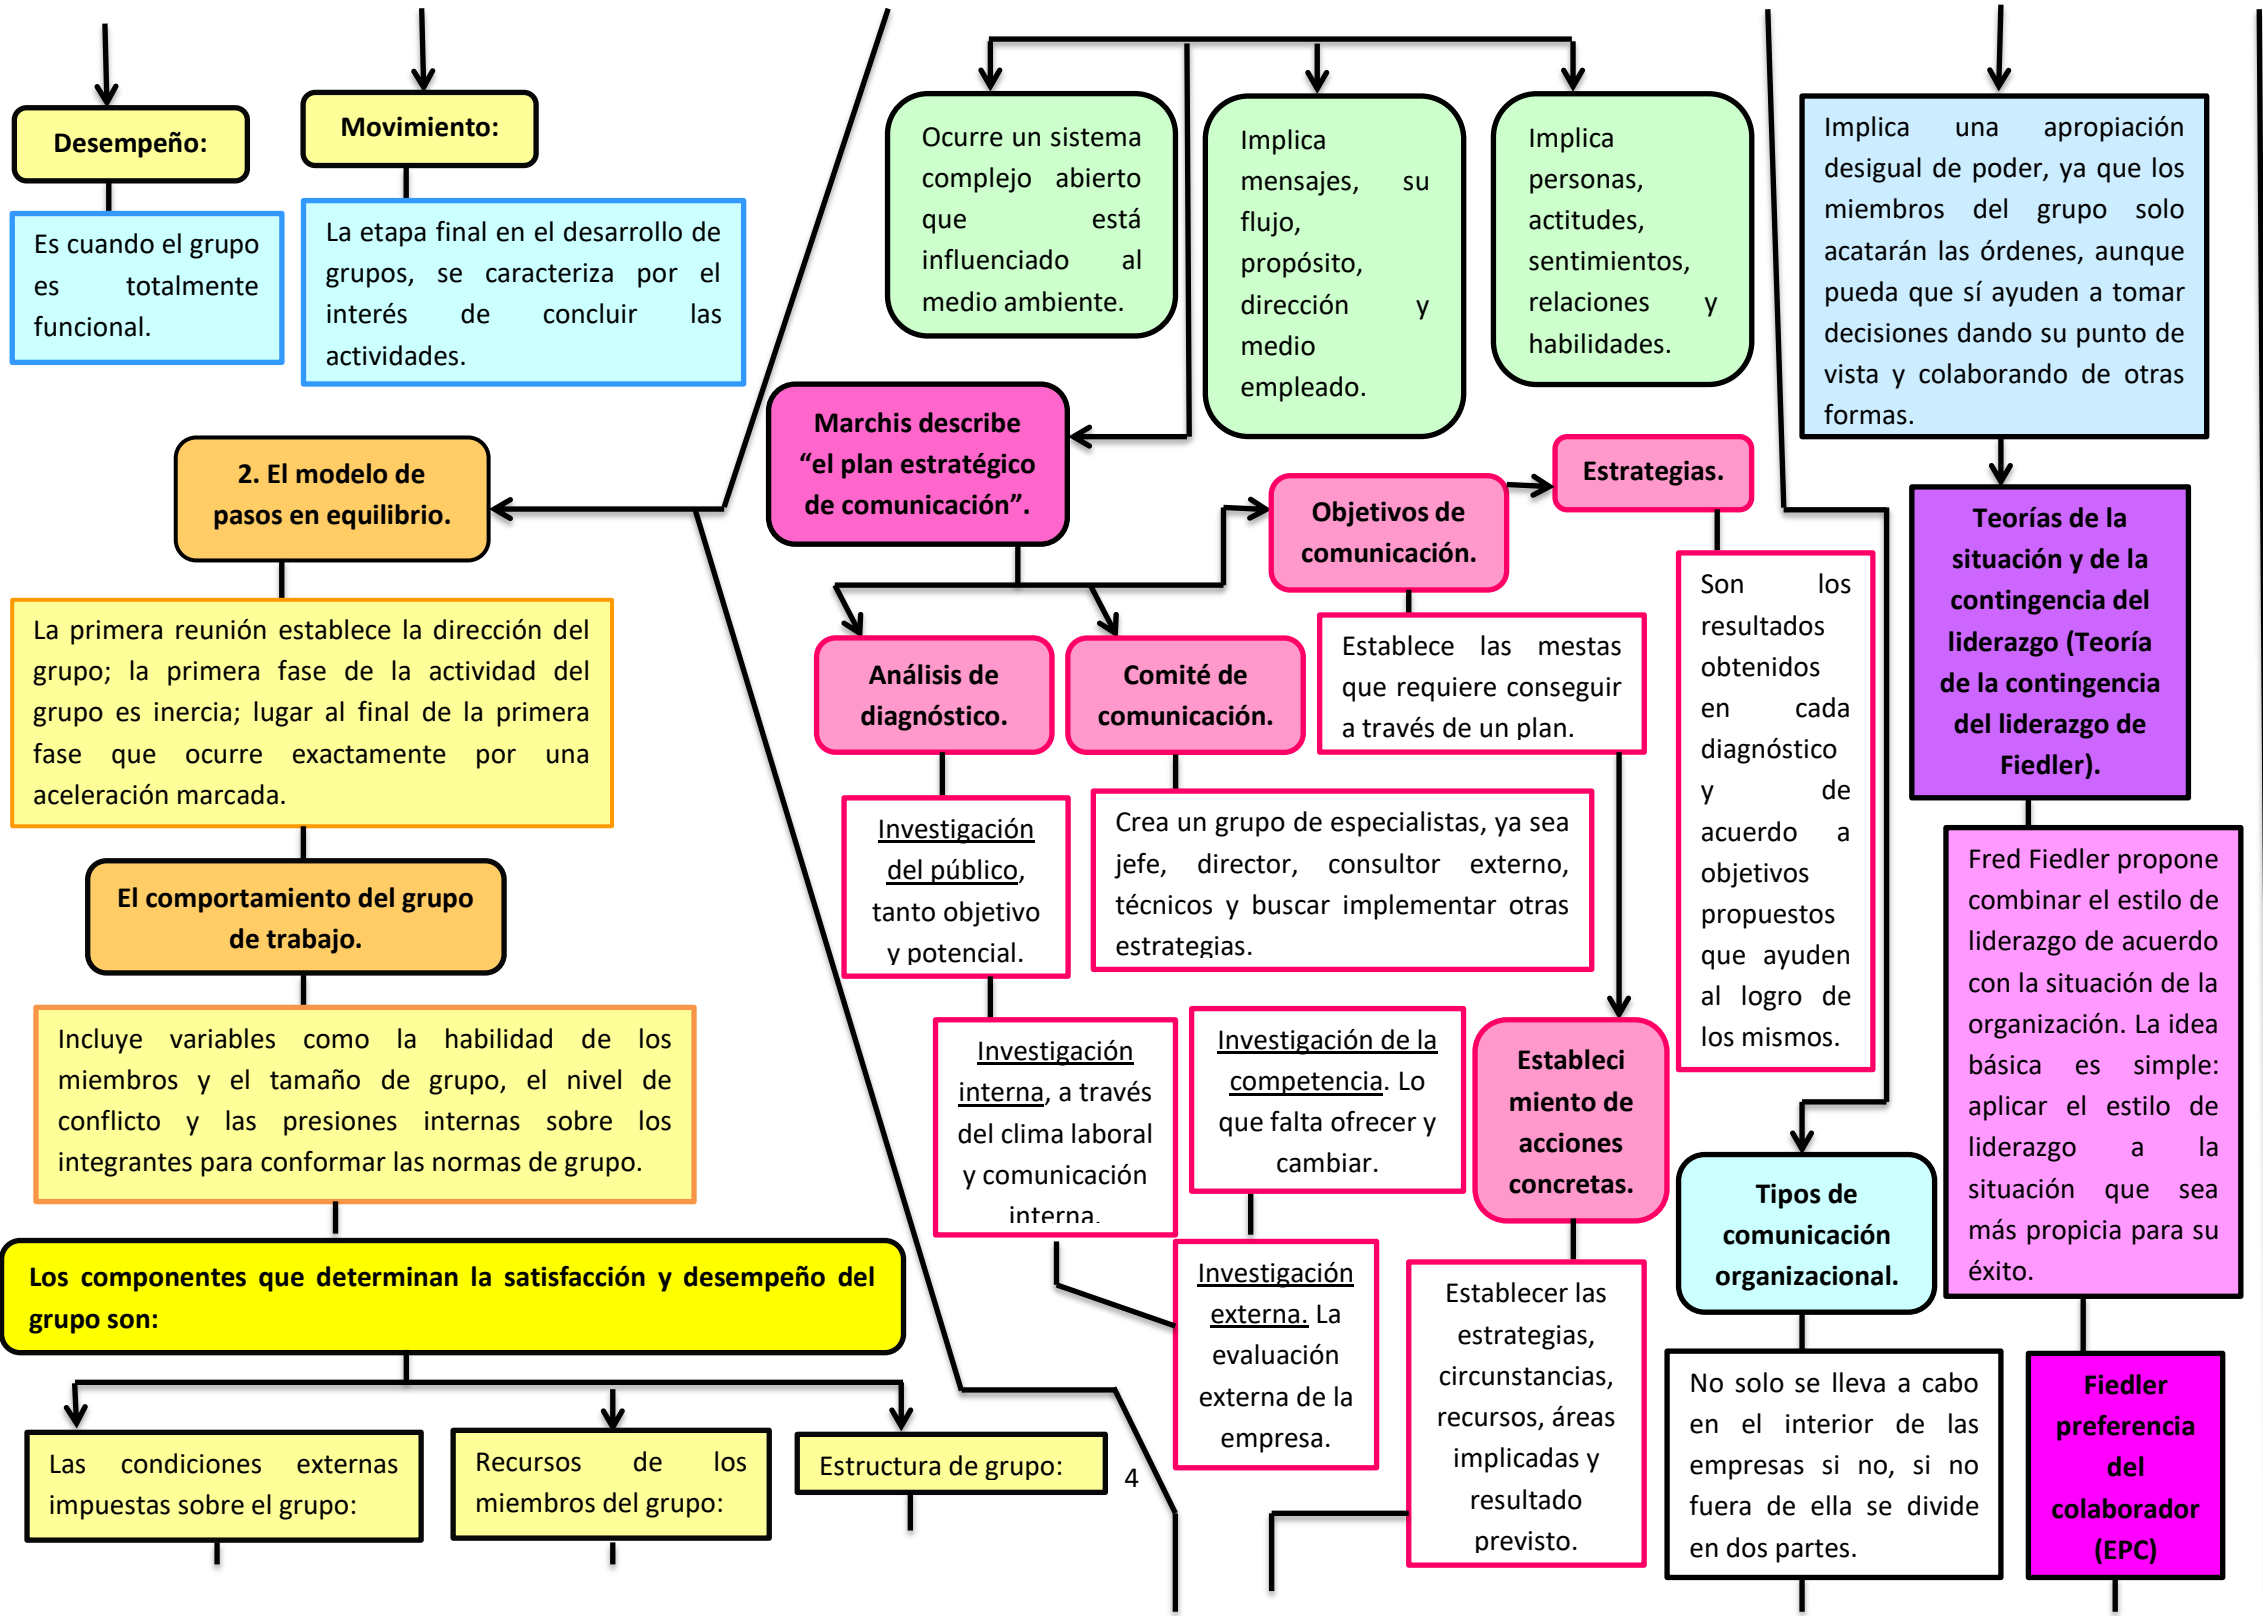 Desempeño:
Es cuando el grupo
es totalmente
funcional.
Movimiento:
La etapa final en el desarrollo de
grupos, se caracteriza por el
interés de concluir las
actividades.
2. El modelo de
pasos en equilibrio.
La primera reunión establece la dirección del
grupo; la primera fase de la actividad del
grupo es inercia; lugar al final de la primera
fase que ocurre exactamente por una
aceleración marcada.
El comportamiento del grupo
de trabajo.
Incluye variables como la habilidad de los
miembros y el tamaño de grupo, el nivel de
conflicto y las presiones internas sobre los
integrantes para conformar las normas de grupo.
Los componentes que determinan la satisfacción y desempeño del
grupo son:
Las condiciones externas
impuestas sobre el grupo:
Recursos de los
miembros del grupo:
Estructura de grupo:
4
Ocurre un sistema
complejo abierto
que está
influenciado al
medio ambiente.
Implica
mensajes, su
flujo,
propósito,
dirección y
medio
empleado.
Implica
personas,
actitudes,
sentimientos,
relaciones y
habilidades.
Marchis describe
“el plan estratégico
de comunicación”.
Análisis de
diagnóstico.
Investigación
del público,
tanto objetivo
y potencial.
Investigación
interna, a través
del clima laboral
y comunicación
interna.
Investigación
externa. La
evaluación
externa de la
empresa.
Investigación de la
competencia. Lo
que falta ofrecer y
cambiar.
Comité de
comunicación.
Crea un grupo de especialistas, ya sea
jefe, director, consultor externo,
técnicos y buscar implementar otras
estrategias.
Objetivos de
comunicación.
Establece las mestas
que requiere conseguir
a través de un plan.
Estrategias.
Son los
resultados
obtenidos
en cada
diagnóstico
y de
acuerdo a
objetivos
propuestos
que ayuden
al logro de
los mismos.
Estableci
miento de
acciones
concretas.
Establecer las
estrategias,
circunstancias,
recursos, áreas
implicadas y
resultado
previsto.
Tipos de
comunicación
organizacional.
No solo se lleva a cabo
en el interior de las
empresas si no, si no
fuera de ella se divide
en dos partes.
Implica una apropiación
desigual de poder, ya que los
miembros del grupo solo
acatarán las órdenes, aunque
pueda que sí ayuden a tomar
decisiones dando su punto de
vista y colaborando de otras
formas.
Teorías de la
situación y de la
contingencia del
liderazgo (Teoría
de la contingencia
del liderazgo de
Fiedler).
Fred Fiedler propone
combinar el estilo de
liderazgo de acuerdo
con la situación de la
organización. La idea
básica es simple:
aplicar el estilo de
liderazgo a la
situación que sea
más propicia para su
éxito.
Fiedler
preferencia
del
colaborador
(EPC)